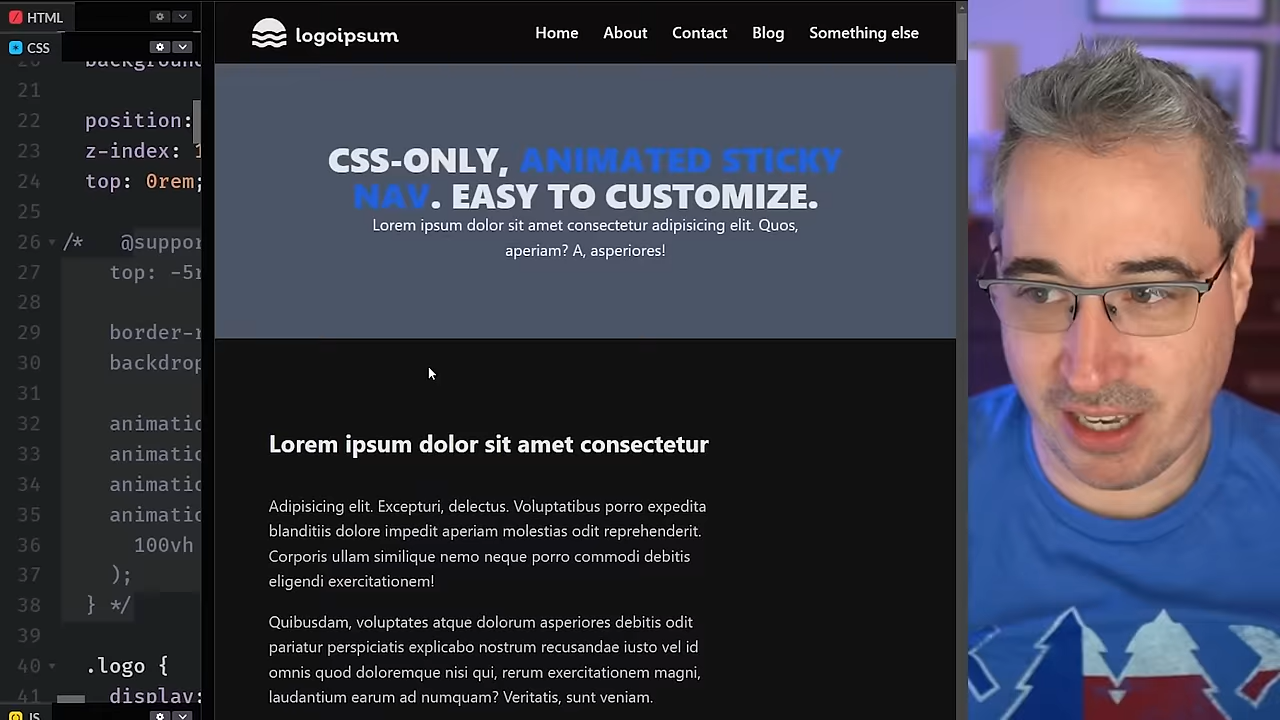 HTML
CSS
20 background
21
22 position:
23 z-index: 1
24 top: 0rem;
25
26 /* @suppor
27 top: -5r
28
29 border-r
30 backdrop
31
32 animatic
33 animatic
34 animatic
35 animatic
36 100vh
37 );
38 } */
39
40 .logo {
41 display:
JS
logoipsum
Home About Contact Blog Something else
CSS-ONLY, ANIMATED STICKY
NAV. EASY TO CUSTOMIZE.
Lorem ipsum dolor sit amet consectetur adipisicing elit. Quos,
aperiam? A, asperiores!
Lorem ipsum dolor sit amet consectetur
Adipisicing elit. Excepturi, delectus. Voluptatibus porro expedita
blanditiis dolore impedit aperiam molestias odit reprehenderit.
Corporis ullam similique nemo neque porro commodi debitis
eligendi exercitationem!
Quibusdam, voluptates atque dolorum asperiores debitis odit
pariatur perspiciatis explicabo nostrum recusandae iusto vel id
omnis quod doloremque nisi qui, rerum exercitationem magni,
laudantium earum ad numquam? Veritatis, sunt veniam.